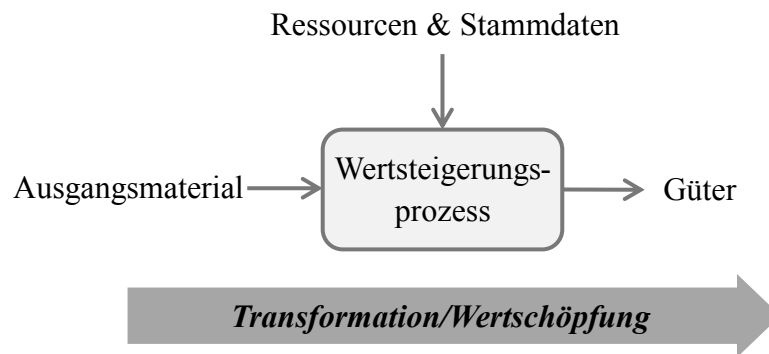 Ressourcen & Stammdaten
Ausgangsmaterial
Wertsteigerungs-
prozess
Güter
Transformation/Wertschöpfung